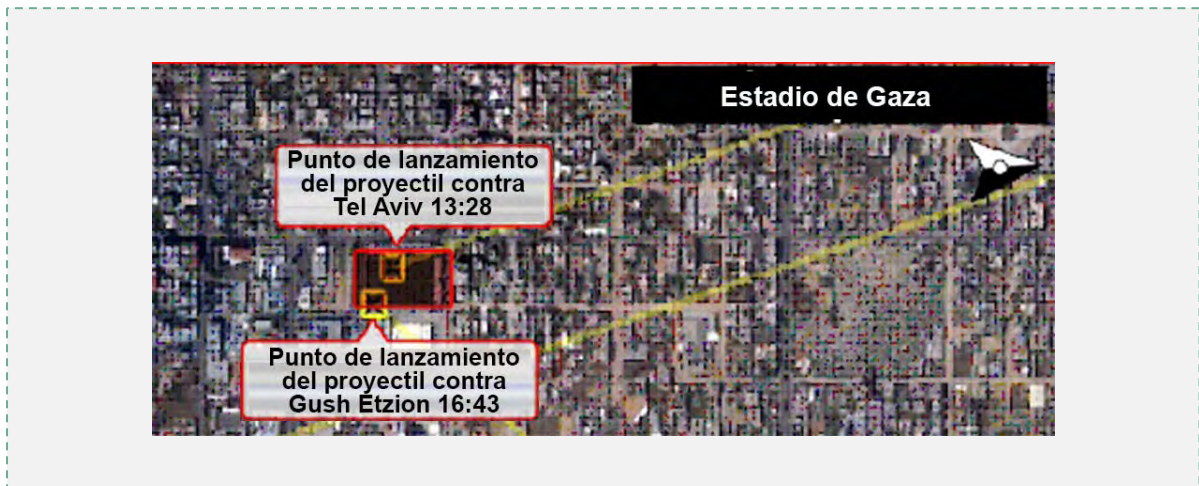 Estadio de Gaza
Punto de lanzamiento
del proyectil contra
Tel Aviv 13:28
Punto de lanzamiento
del proyectil contra
Gush Etzion 16:43